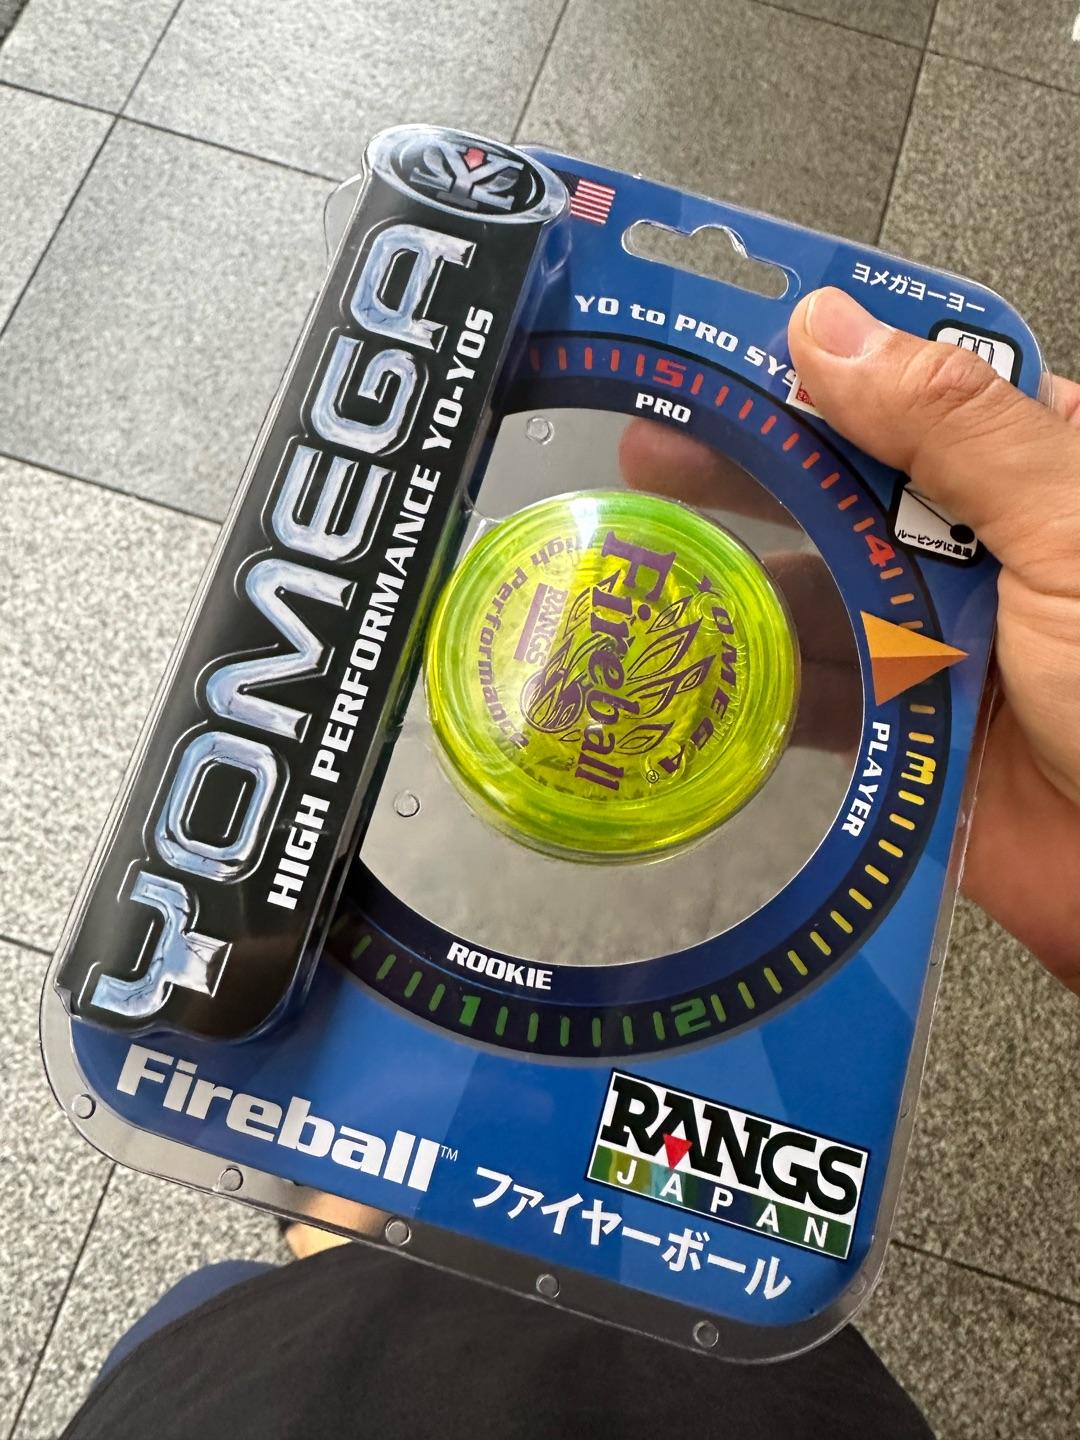 YOMEGA
HIGH PERFORMANCE YO-YOS
ヨメガヨーヨー
YO to PRO
5
PRO
4
ルーピングに最適
3
PLAYER
2
1
ROOKIE
YOMEGA
Fireball
RANGS
High Performance
Fireball™
ファイヤーボール
RANGS
JAPAN